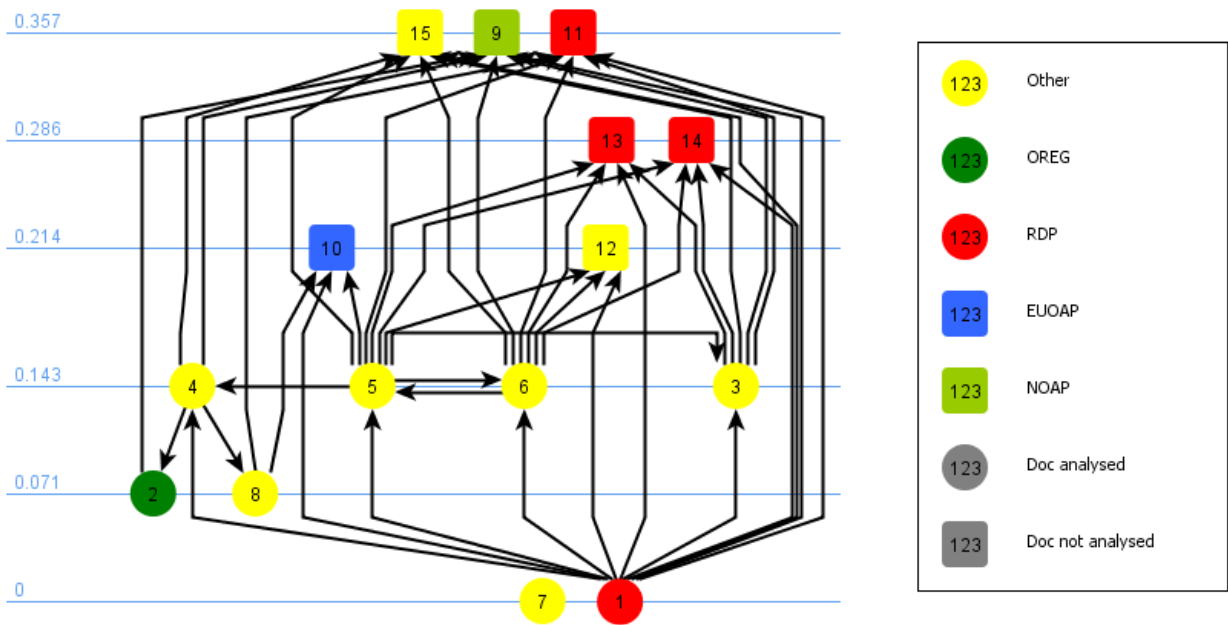 0.357
15 9 11
0.286
13 14
0.214
10 12
0.143
4 5 6 3
0.071
2 8
0
7 1
123 Other
123 OREG
123 RDP
123 EUOAP
123 NOAP
123 Doc analysed
123 Doc not analysed